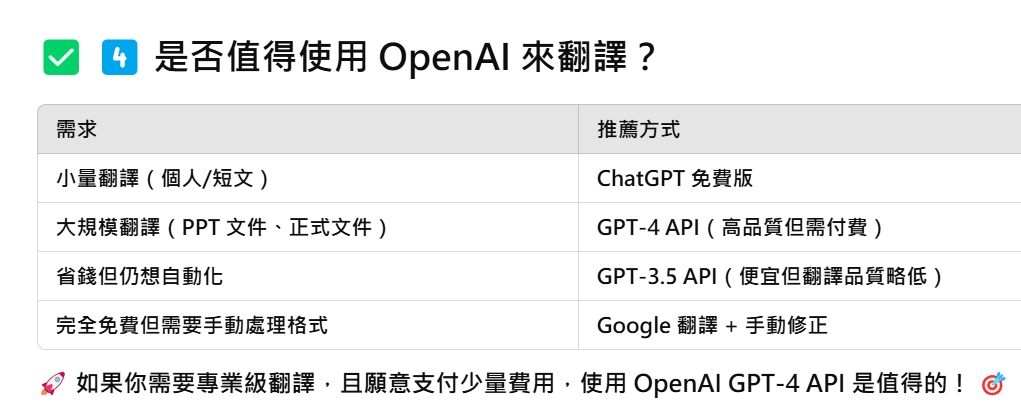 ✅ 4️⃣ 是否值得使用 OpenAI 來翻譯？
需求 推薦方式
小量翻譯（個人/短文） ChatGPT 免費版
大規模翻譯（PPT 文件、正式文件） GPT-4 API（高品質但需付費）
省錢但仍想自動化 GPT-3.5 API（便宜但翻譯品質略低）
完全免費但需要手動處理格式 Google 翻譯 + 手動修正
🚀 如果你需要專業級翻譯，且願意支付少量費用，使用 OpenAI GPT-4 API 是值得的！ 🎯